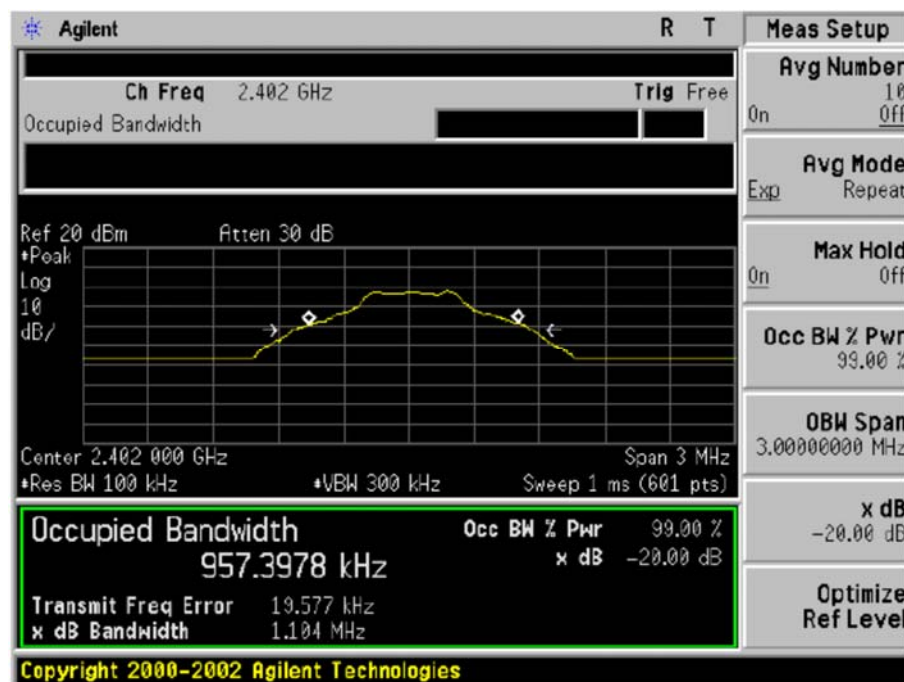 Agilent R T
Meas Setup
Ch Freq 2.402 GHz Trig Free
Occupied Bandwidth
Ref 20 dBm Atten 30 dB
#Peak
Log
10
dB/
Center 2.402 000 GHz Span 3 MHz
#Res BW 100 kHz #VBW 300 kHz Sweep 1 ms (601 pts)
Occupied Bandwidth
957.3978 kHz
Occ BW % Pwr 99.00 %
x dB -20.00 dB
Transmit Freq Error 19.577 kHz
x dB Bandwidth 1.104 MHz
Copyright 2000-2002 Agilent Technologies
Avg Number
10
On Off
Avg Mode
Exp Repeat
Max Hold
On Off
Occ BW % Pwr
99.00 %
OBW Span
3.00000000 MHz
x dB
-20.00 dB
Optimize
Ref Level